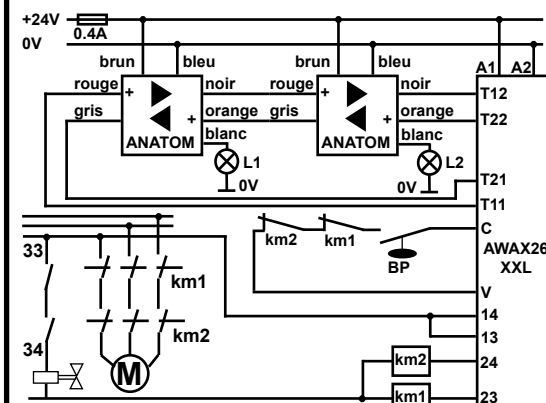 +24V
0.4A
0V
brun bleu brun bleu A1 A2
rouge + noir rouge + noir T12
gris + orange gris + orange T22
ANATOM blanc ANATOM blanc
L1 L2
0V 0V T21
T11
km2 km1 C
BP AWAX26
XXL
33 V
km1
14
13
34 km2
M km2 24
km1 23